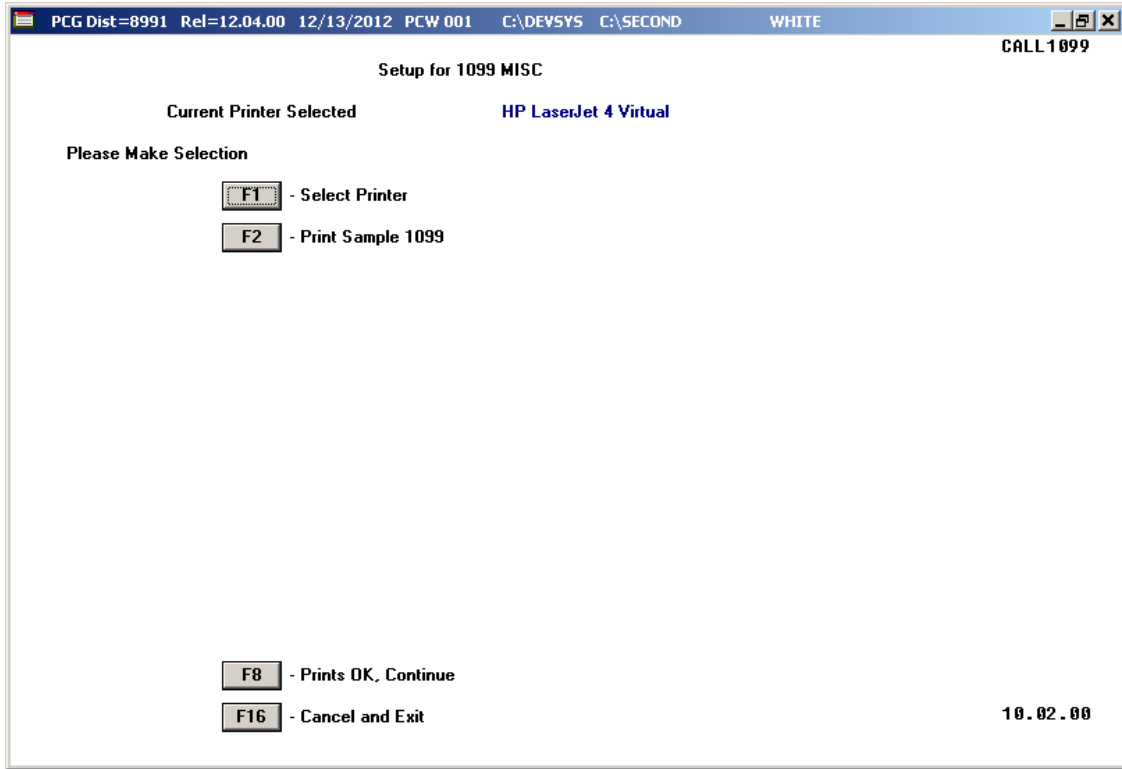 PCG Dist=8991 Rel=12.04.00 12/13/2012 PCW 001 C:\DEVSYS C:\SECOND WHITE
CALL1099
Setup for 1099 MISC
Current Printer Selected HP LaserJet 4 Virtual
Please Make Selection
F1 - Select Printer
F2 - Print Sample 1099
F8 - Prints OK, Continue
F16 - Cancel and Exit
10.02.00